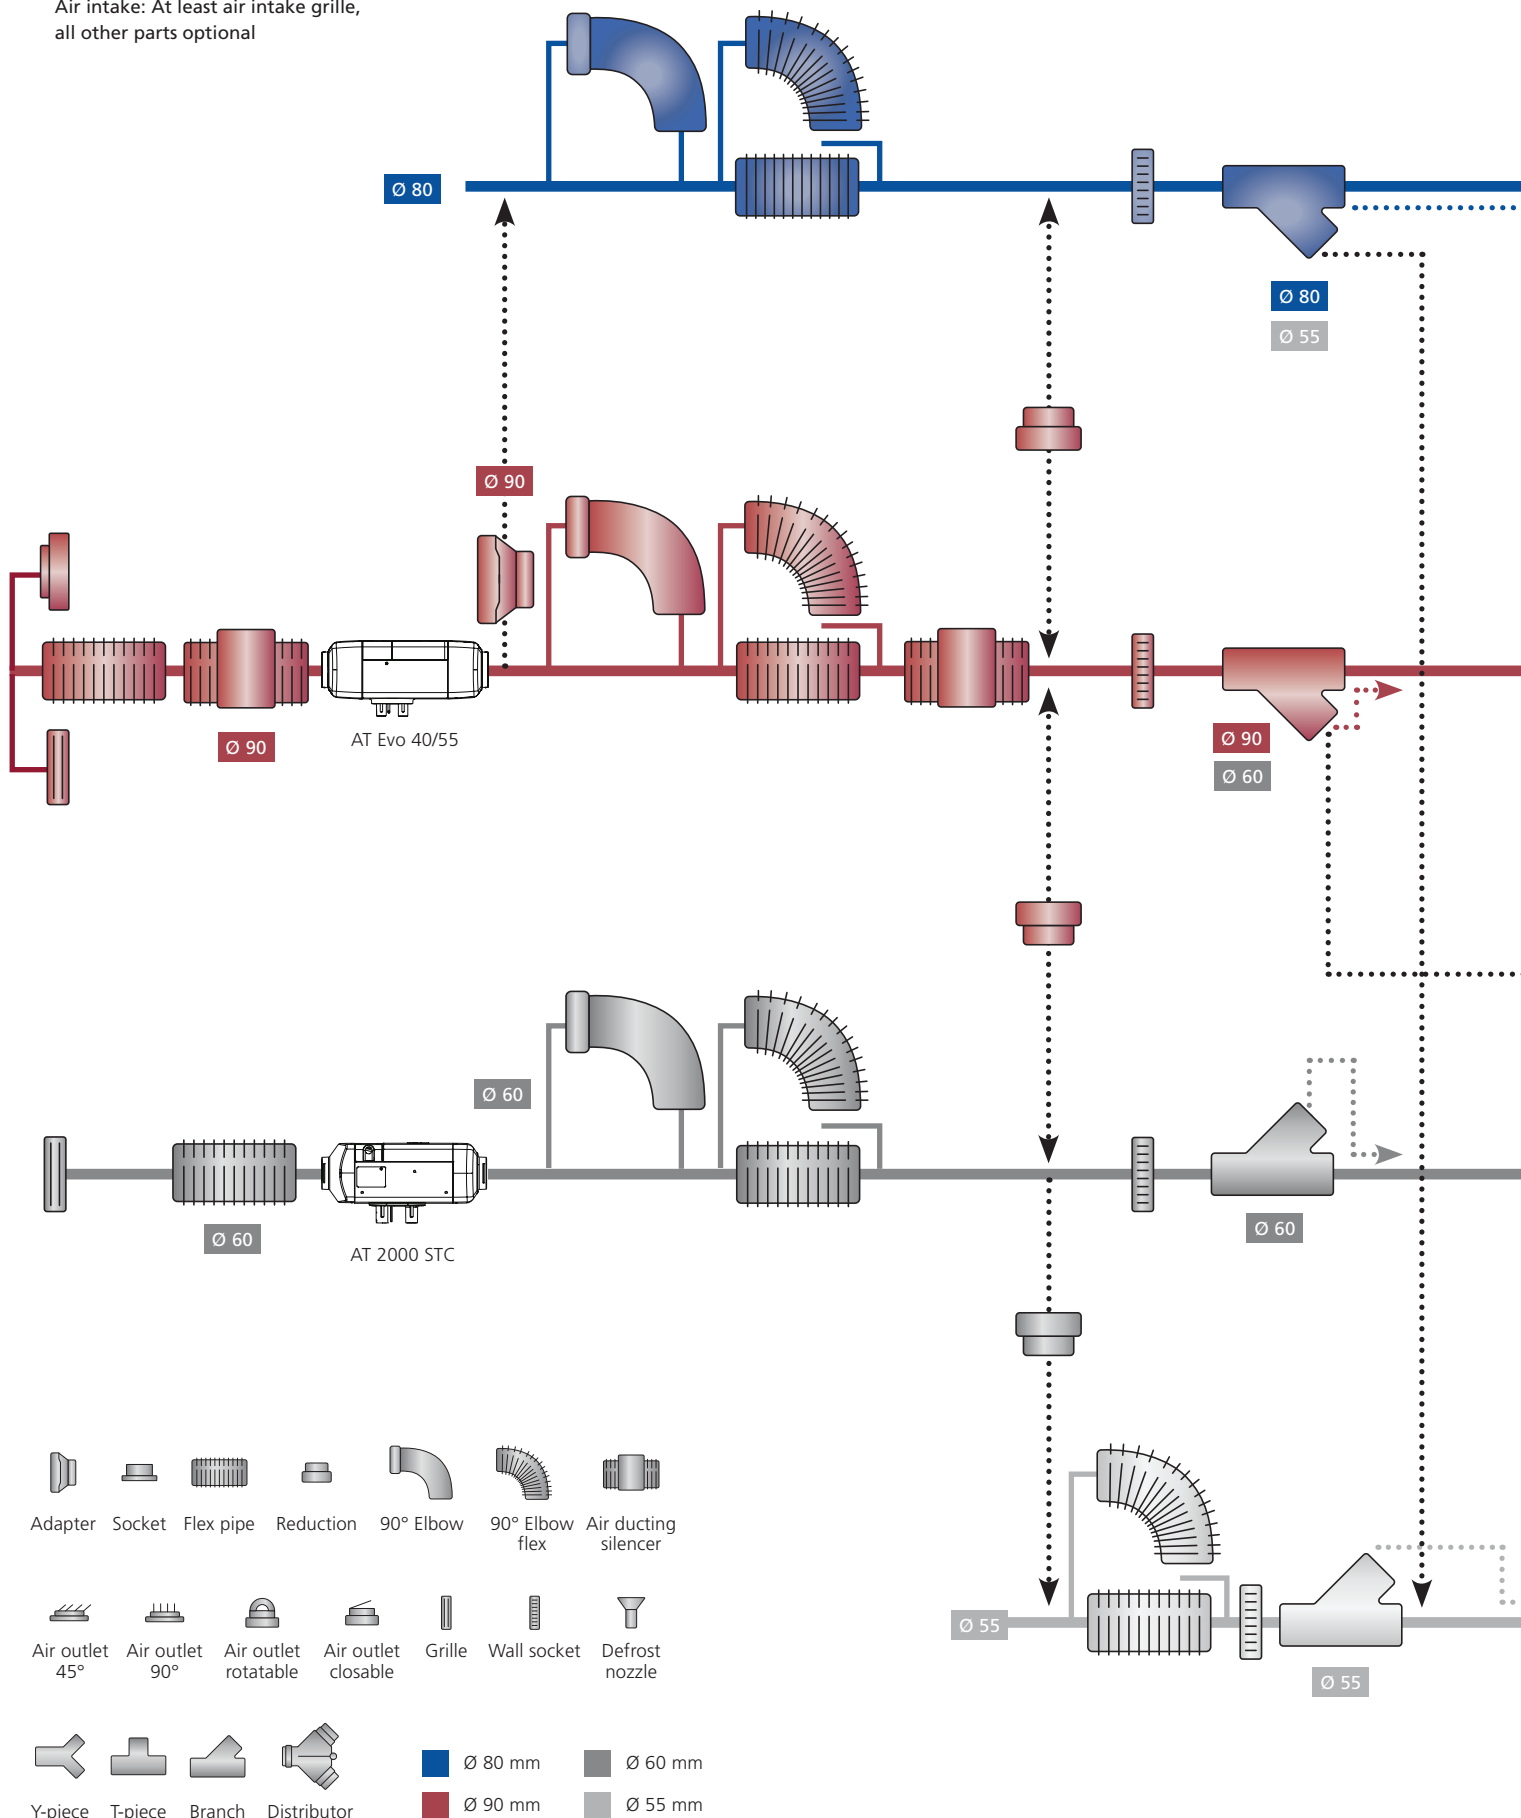 Air intake: At least air intake grille,
all other parts optional
Ø 80
Ø 80
Ø 55
Ø 90
Ø 90
AT Evo 40/55
Ø 90
Ø 60
Ø 60
Ø 60
AT 2000 STC
Ø 60
Adapter
Socket
Flex pipe
Reduction
90° Elbow
90° Elbow
flex
Air ducting
silencer
Ø 55
Ø 55
Air outlet
45°
Air outlet
90°
Air outlet
rotatable
Air outlet
closable
Grille
Wall socket
Defrost
nozzle
Ø 80 mm
Ø 60 mm
Ø 90 mm
Ø 55 mm
Y-piece
T-piece
Branch
Distributor